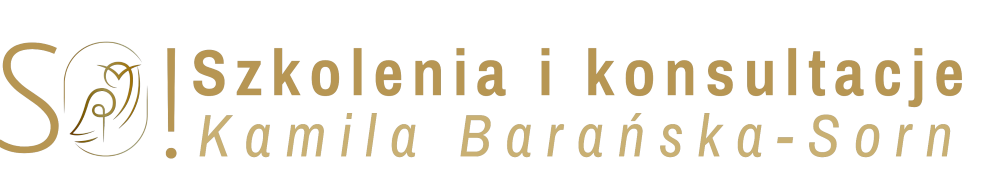 SO!
Szkolenia i konsultacje
Kamila Barańska-Sorn